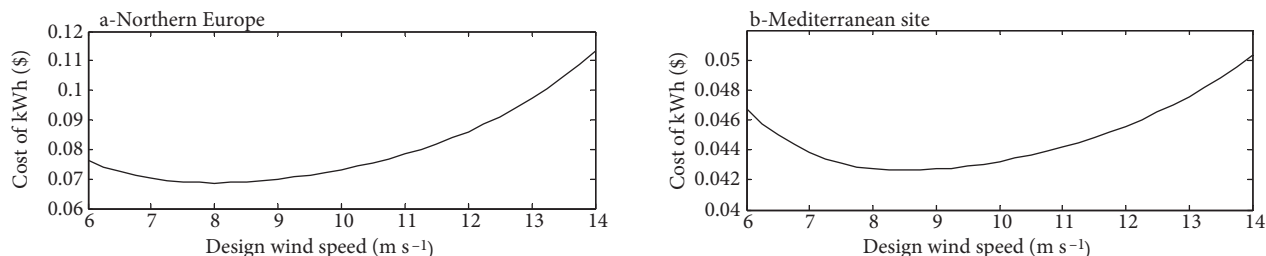 a-Northern Europe
Cost of kWh ($)
0.12
0.11
0.1
0.09
0.08
0.07
0.06
6 7 8 9 10 11 12 13 14
Design wind speed (m s⁻¹)
b-Mediterranean site
Cost of kWh ($)
0.05
0.048
0.046
0.044
0.042
0.04
6 7 8 9 10 11 12 13 14
Design wind speed (m s⁻¹)